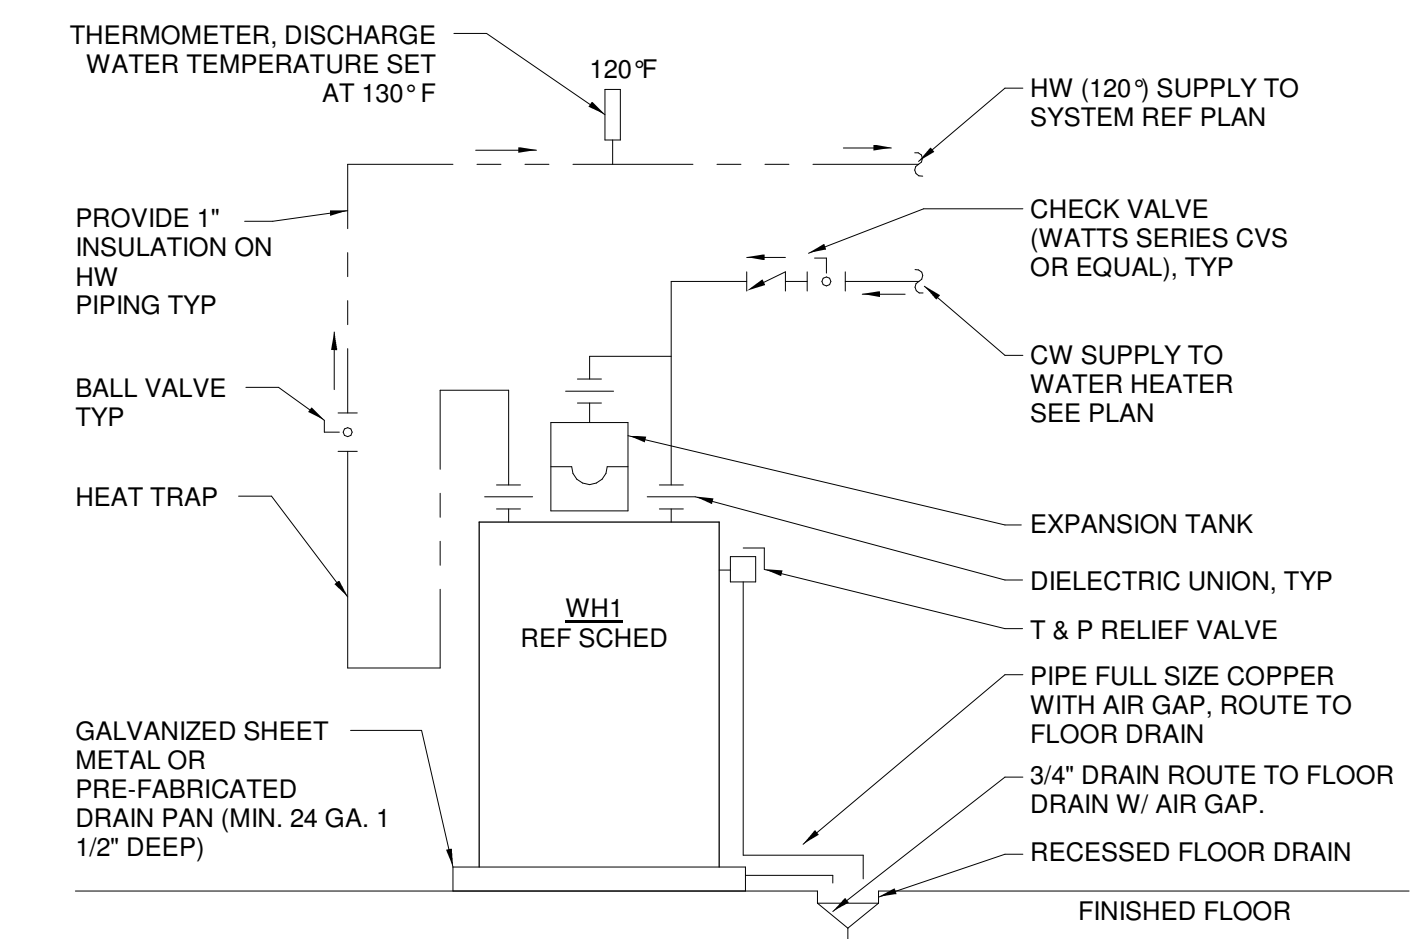 THERMOMETER, DISCHARGE
WATER TEMPERATURE SET
AT 130°F
120°F
HW (120°) SUPPLY TO
SYSTEM REF PLAN
PROVIDE 1"
INSULATION ON
HW
PIPING TYP
CHECK VALVE
(WATTS SERIES CVS
OR EQUAL), TYP
BALL VALVE
TYP
CW SUPPLY TO
WATER HEATER
SEE PLAN
HEAT TRAP
EXPANSION TANK
DIELECTRIC UNION, TYP
WH1
REF SCHED
T & P RELIEF VALVE
PIPE FULL SIZE COPPER
WITH AIR GAP, ROUTE TO
FLOOR DRAIN
GALVANIZED SHEET
METAL OR
PRE-FABRICATED
DRAIN PAN (MIN. 24 GA. 1
1/2" DEEP)
3/4" DRAIN ROUTE TO FLOOR
DRAIN W/ AIR GAP.
RECESSED FLOOR DRAIN
FINISHED FLOOR